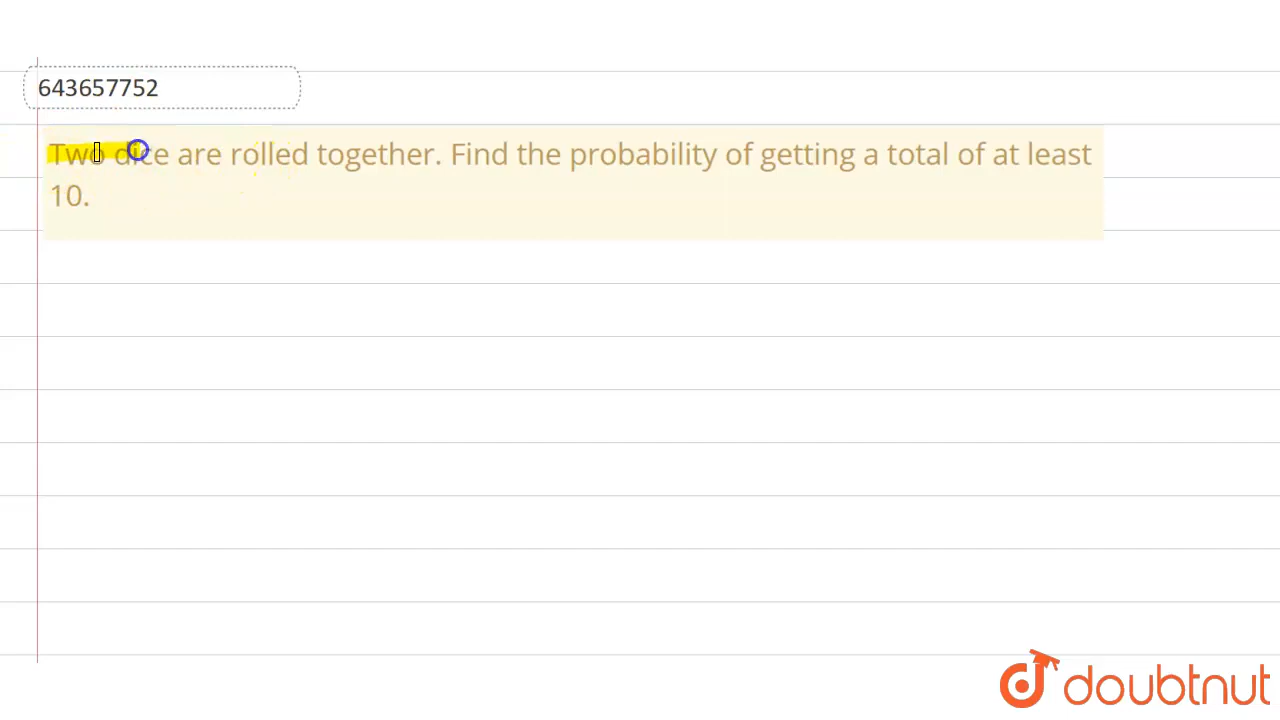 643657752
Two dice are rolled together. Find the probability of getting a total of at least
10.
doubtnut